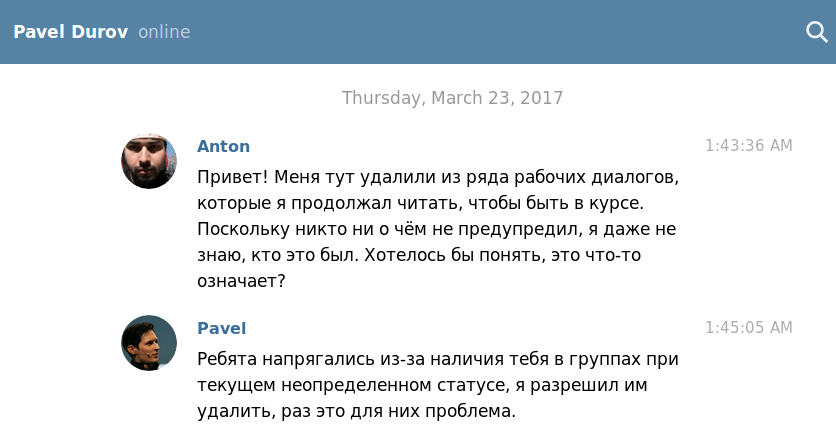 Pavel Durov online
Thursday, March 23, 2017
Anton 1:43:36 AM
Привет! Меня тут удалили из ряда рабочих диалогов,
которые я продолжал читать, чтобы быть в курсе.
Поскольку никто ни о чём не предупредил, я даже не
знаю, кто это был. Хотелось бы понять, это что-то
означает?
Pavel 1:45:05 AM
Ребята напрягались из-за наличия тебя в группах при
текущем неопределенном статусе, я разрешил им
удалить, раз это для них проблема.